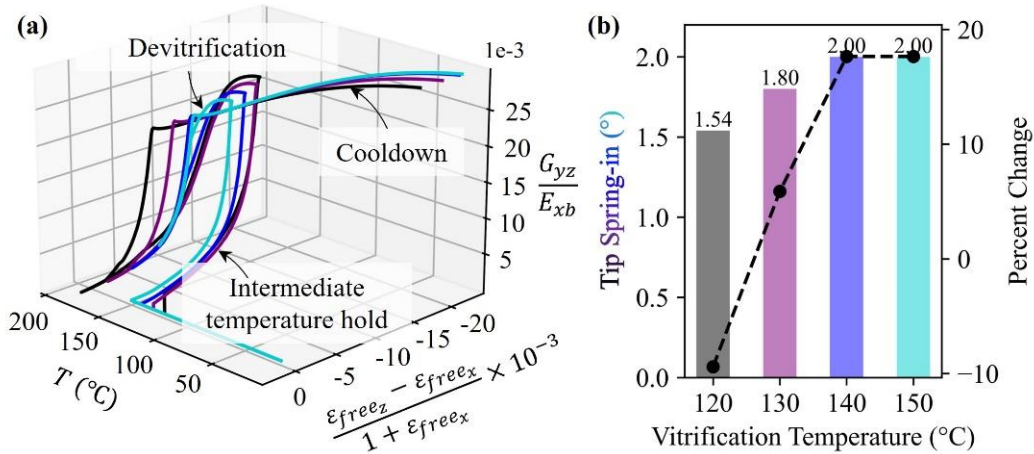 (a)
Devitrification
1e-3
25
20
15
10
5
G_yz / E_xb
Cooldown
Intermediate
temperature hold
200
150
100
50
T (°C)
0
-5
-10
-15
-20
ε_free_z − ε_free_x / 1 + ε_free_x × 10^-3
(b)
2.0
1.5
1.0
0.5
0.0
Tip Spring-in (°)
1.54
1.80
2.00
2.00
20
10
0
−10
Percent Change
120
130
140
150
Vitrification Temperature (°C)